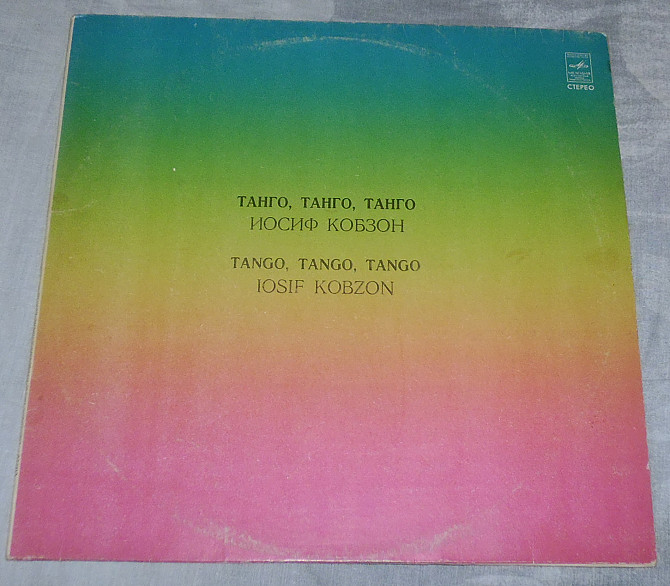 СТЕРЕО
ТАНГО, ТАНГО, ТАНГО
ИОСИФ КОБЗОН
TANGO, TANGO, TANGO
IOSIF KOBZON